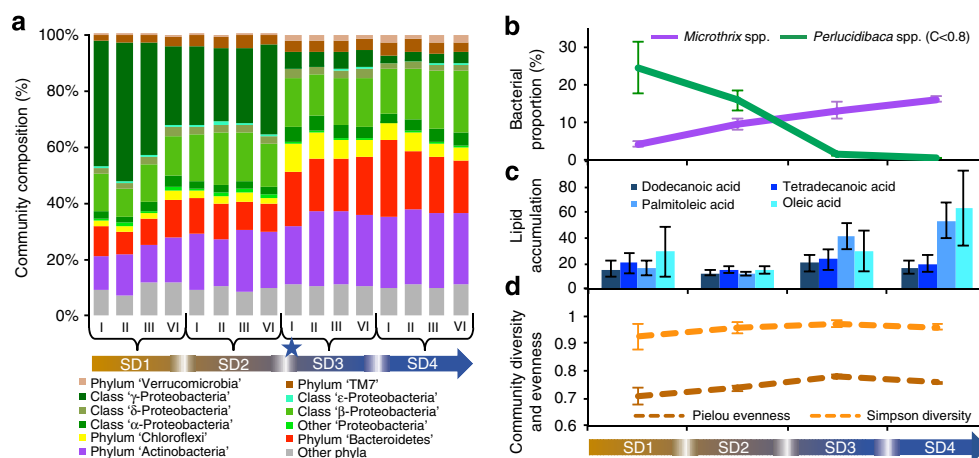 a
Community composition (%)
100%
80%
60%
40%
20%
0%
I II III VI I II III VI I II III VI I II III VI
SD1 SD2 SD3 SD4
Phylum ‘Verrucomicrobia’
Class ‘γ-Proteobacteria’
Class ‘δ-Proteobacteria’
Class ‘α-Proteobacteria’
Phylum ‘Chloroflexi’
Phylum ‘Actinobacteria’
Phylum ‘TM7’
Class ‘ε-Proteobacteria’
Class ‘β-Proteobacteria’
Other ‘Proteobacteria’
Phylum ‘Bacteroidetes’
Other phyla
b
Bacterial
proportion (%)
30
20
10
0
Microthrix spp. Perlucidibaca spp. (C<0.8)
c
Lipid
accumulation
80
60
40
20
0
Dodecanoic acid Tetradecanoic acid
Palmitoleic acid Oleic acid
d
Community diversity
and evenness
1
0.9
0.8
0.7
0.6
Pielou evenness Simpson diversity
SD1 SD2 SD3 SD4